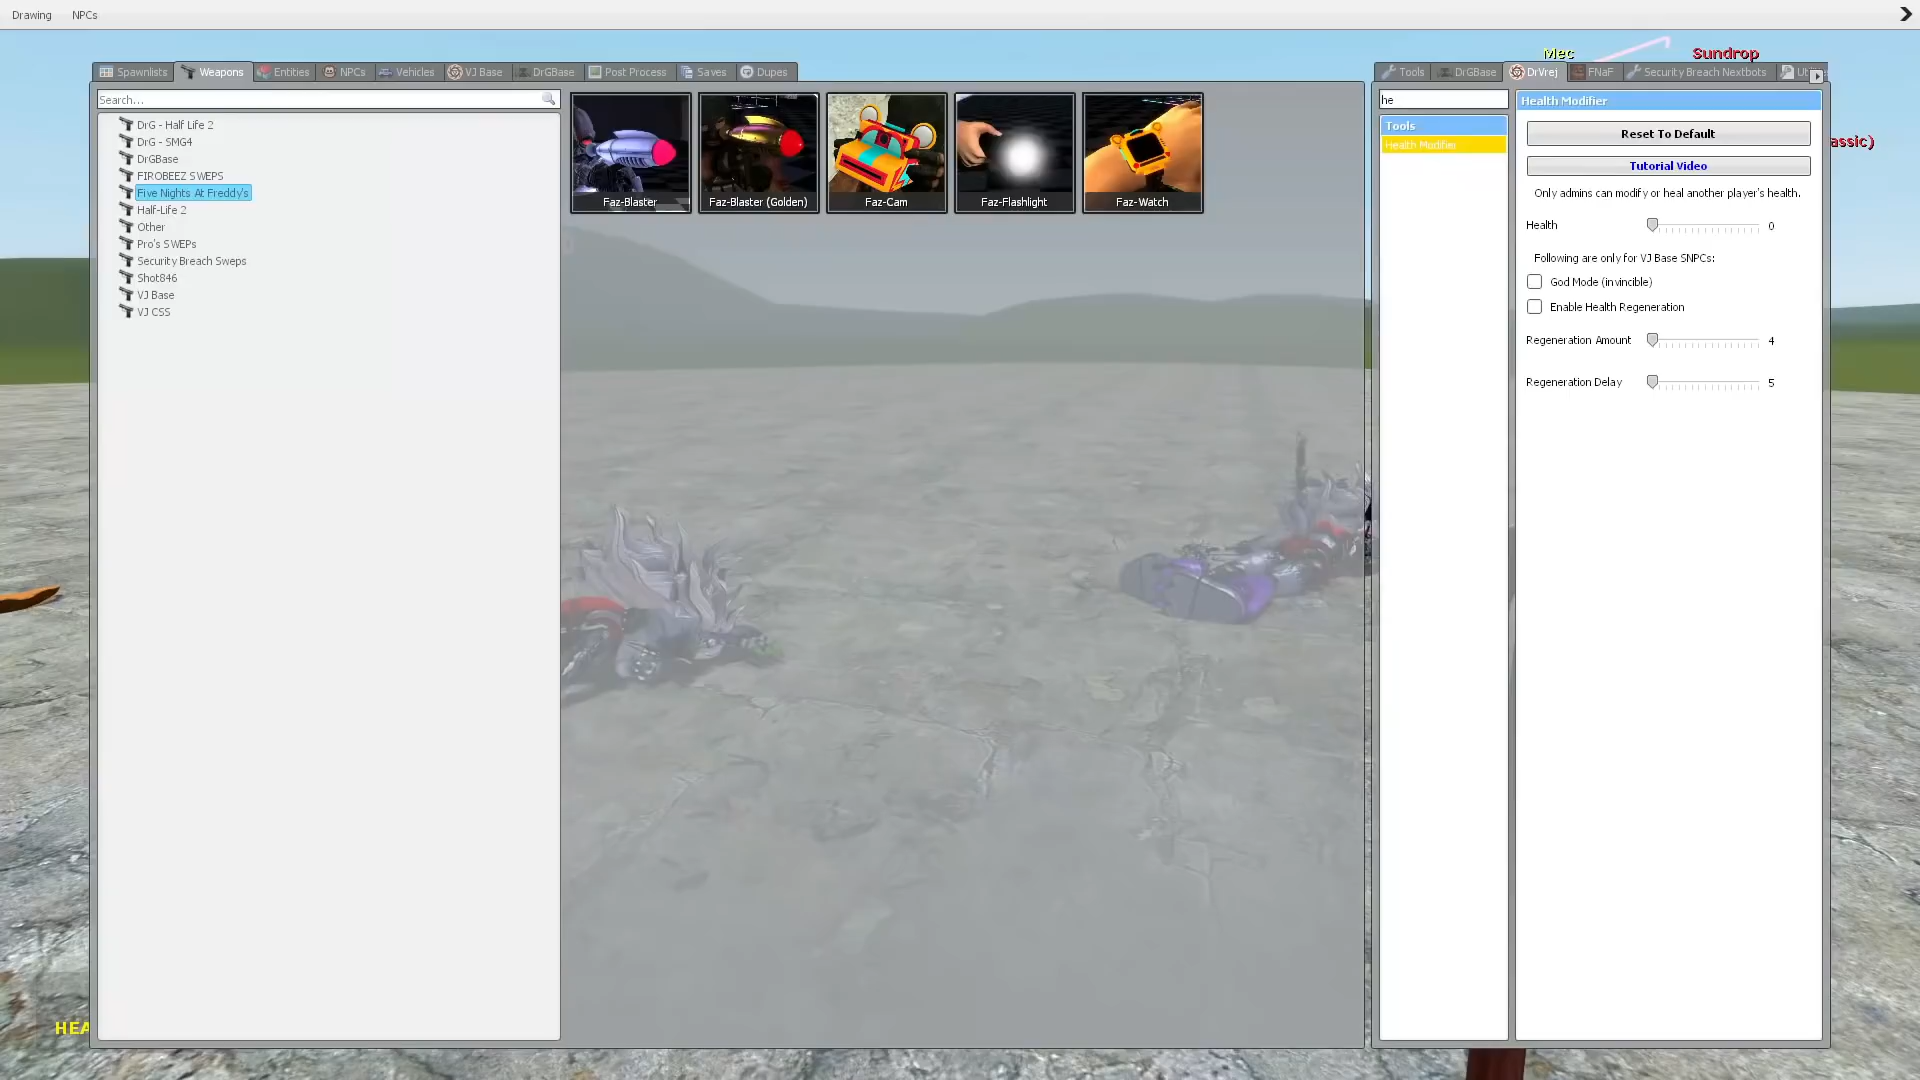 Drawing NPCs
Mec Sundrop
Spawnlists Weapons Entities NPCs Vehicles VJ Base DrGBase Post Process Saves Dupes
Tools DrGBase DrVrej FNaF Security Breach Nextbots
Search...
DrG - Half Life 2
DrG - SMG4
DrGBase
FIROBEEZ SWEPS
Five Nights At Freddy's
Half-Life 2
Other
Pro's SWEPs
Security Breach Sweps
Shot846
VJ Base
VJ CSS
Faz-Blaster
Faz-Blaster (Golden)
Faz-Cam
Faz-Flashlight
Faz-Watch
he
Tools
Health Modifier
Health Modifier
Reset To Default
assic)
Tutorial Video
Only admins can modify or heal another player's health.
Health 0
Following are only for VJ Base SNPCs:
God Mode (invincible)
Enable Health Regeneration
Regeneration Amount 4
Regeneration Delay 5
HEA